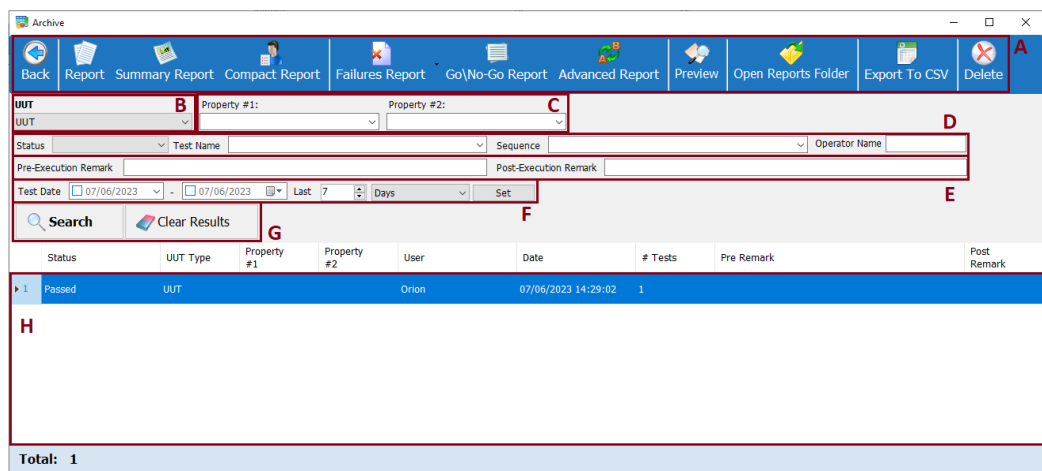 Archive
Back Report Summary Report Compact Report Failures Report Go\No-Go Report Advanced Report Preview Open Reports Folder Export To CSV Delete A
UUT B Property #1: Property #2: C
UUT
D
Status Test Name Sequence Operator Name
Pre-Execution Remark Post-Execution Remark
Test Date 07/06/2023 - 07/06/2023 Last 7 Days Set E
F
Search Clear Results G
Status UUT Type Property #1 Property #2 User Date # Tests Pre Remark Post Remark
1 Passed UUT Orion 07/06/2023 14:29:02 1
H
Total: 1